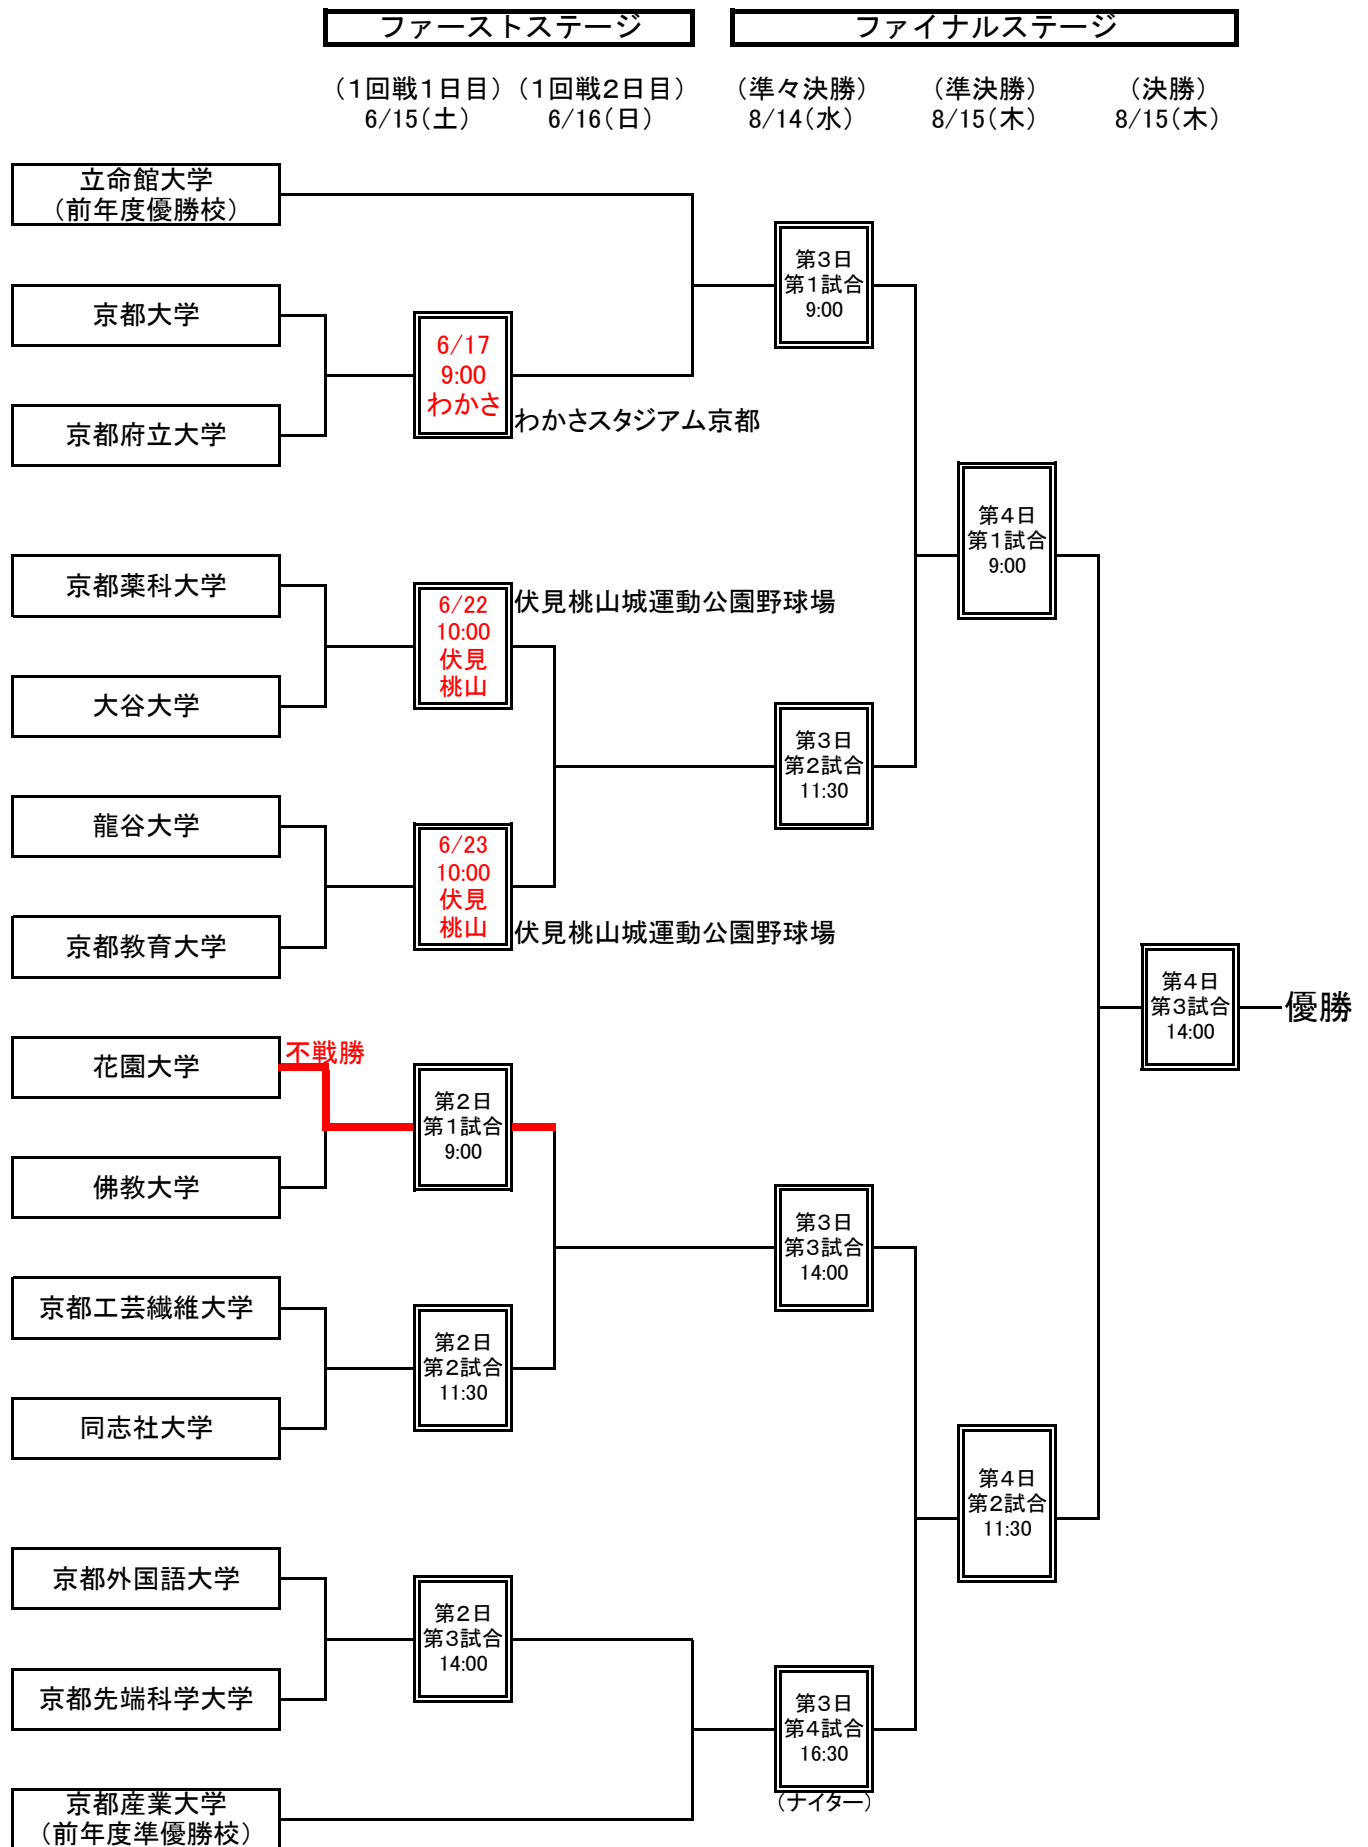 ファーストステージ
ファイナルステージ
（１回戦１日目）
（１回戦２日目）
（準々決勝）
（準決勝）
（決勝）
6/15（土）
6/16（日）
8/14（水）
8/15（木）
8/15（木）
立命館大学
（前年度優勝校）
第３日
第１試合
9:00
京都大学
6/17
9:00
わかさ
わかさスタジアム京都
京都府立大学
第４日
第１試合
9:00
京都薬科大学
6/22
10:00
伏見
桃山
伏見桃山城運動公園野球場
大谷大学
第３日
第２試合
11:30
龍谷大学
6/23
10:00
伏見
桃山
伏見桃山城運動公園野球場
京都教育大学
第４日
第３試合
14:00
優勝
花園大学
不戦勝
第２日
第１試合
9:00
佛教大学
第３日
第３試合
14:00
京都工芸繊維大学
第２日
第２試合
11:30
同志社大学
第４日
第２試合
11:30
京都外国語大学
第２日
第３試合
14:00
京都先端科学大学
第３日
第４試合
16:30
（ナイター）
京都産業大学
（前年度準優勝校）